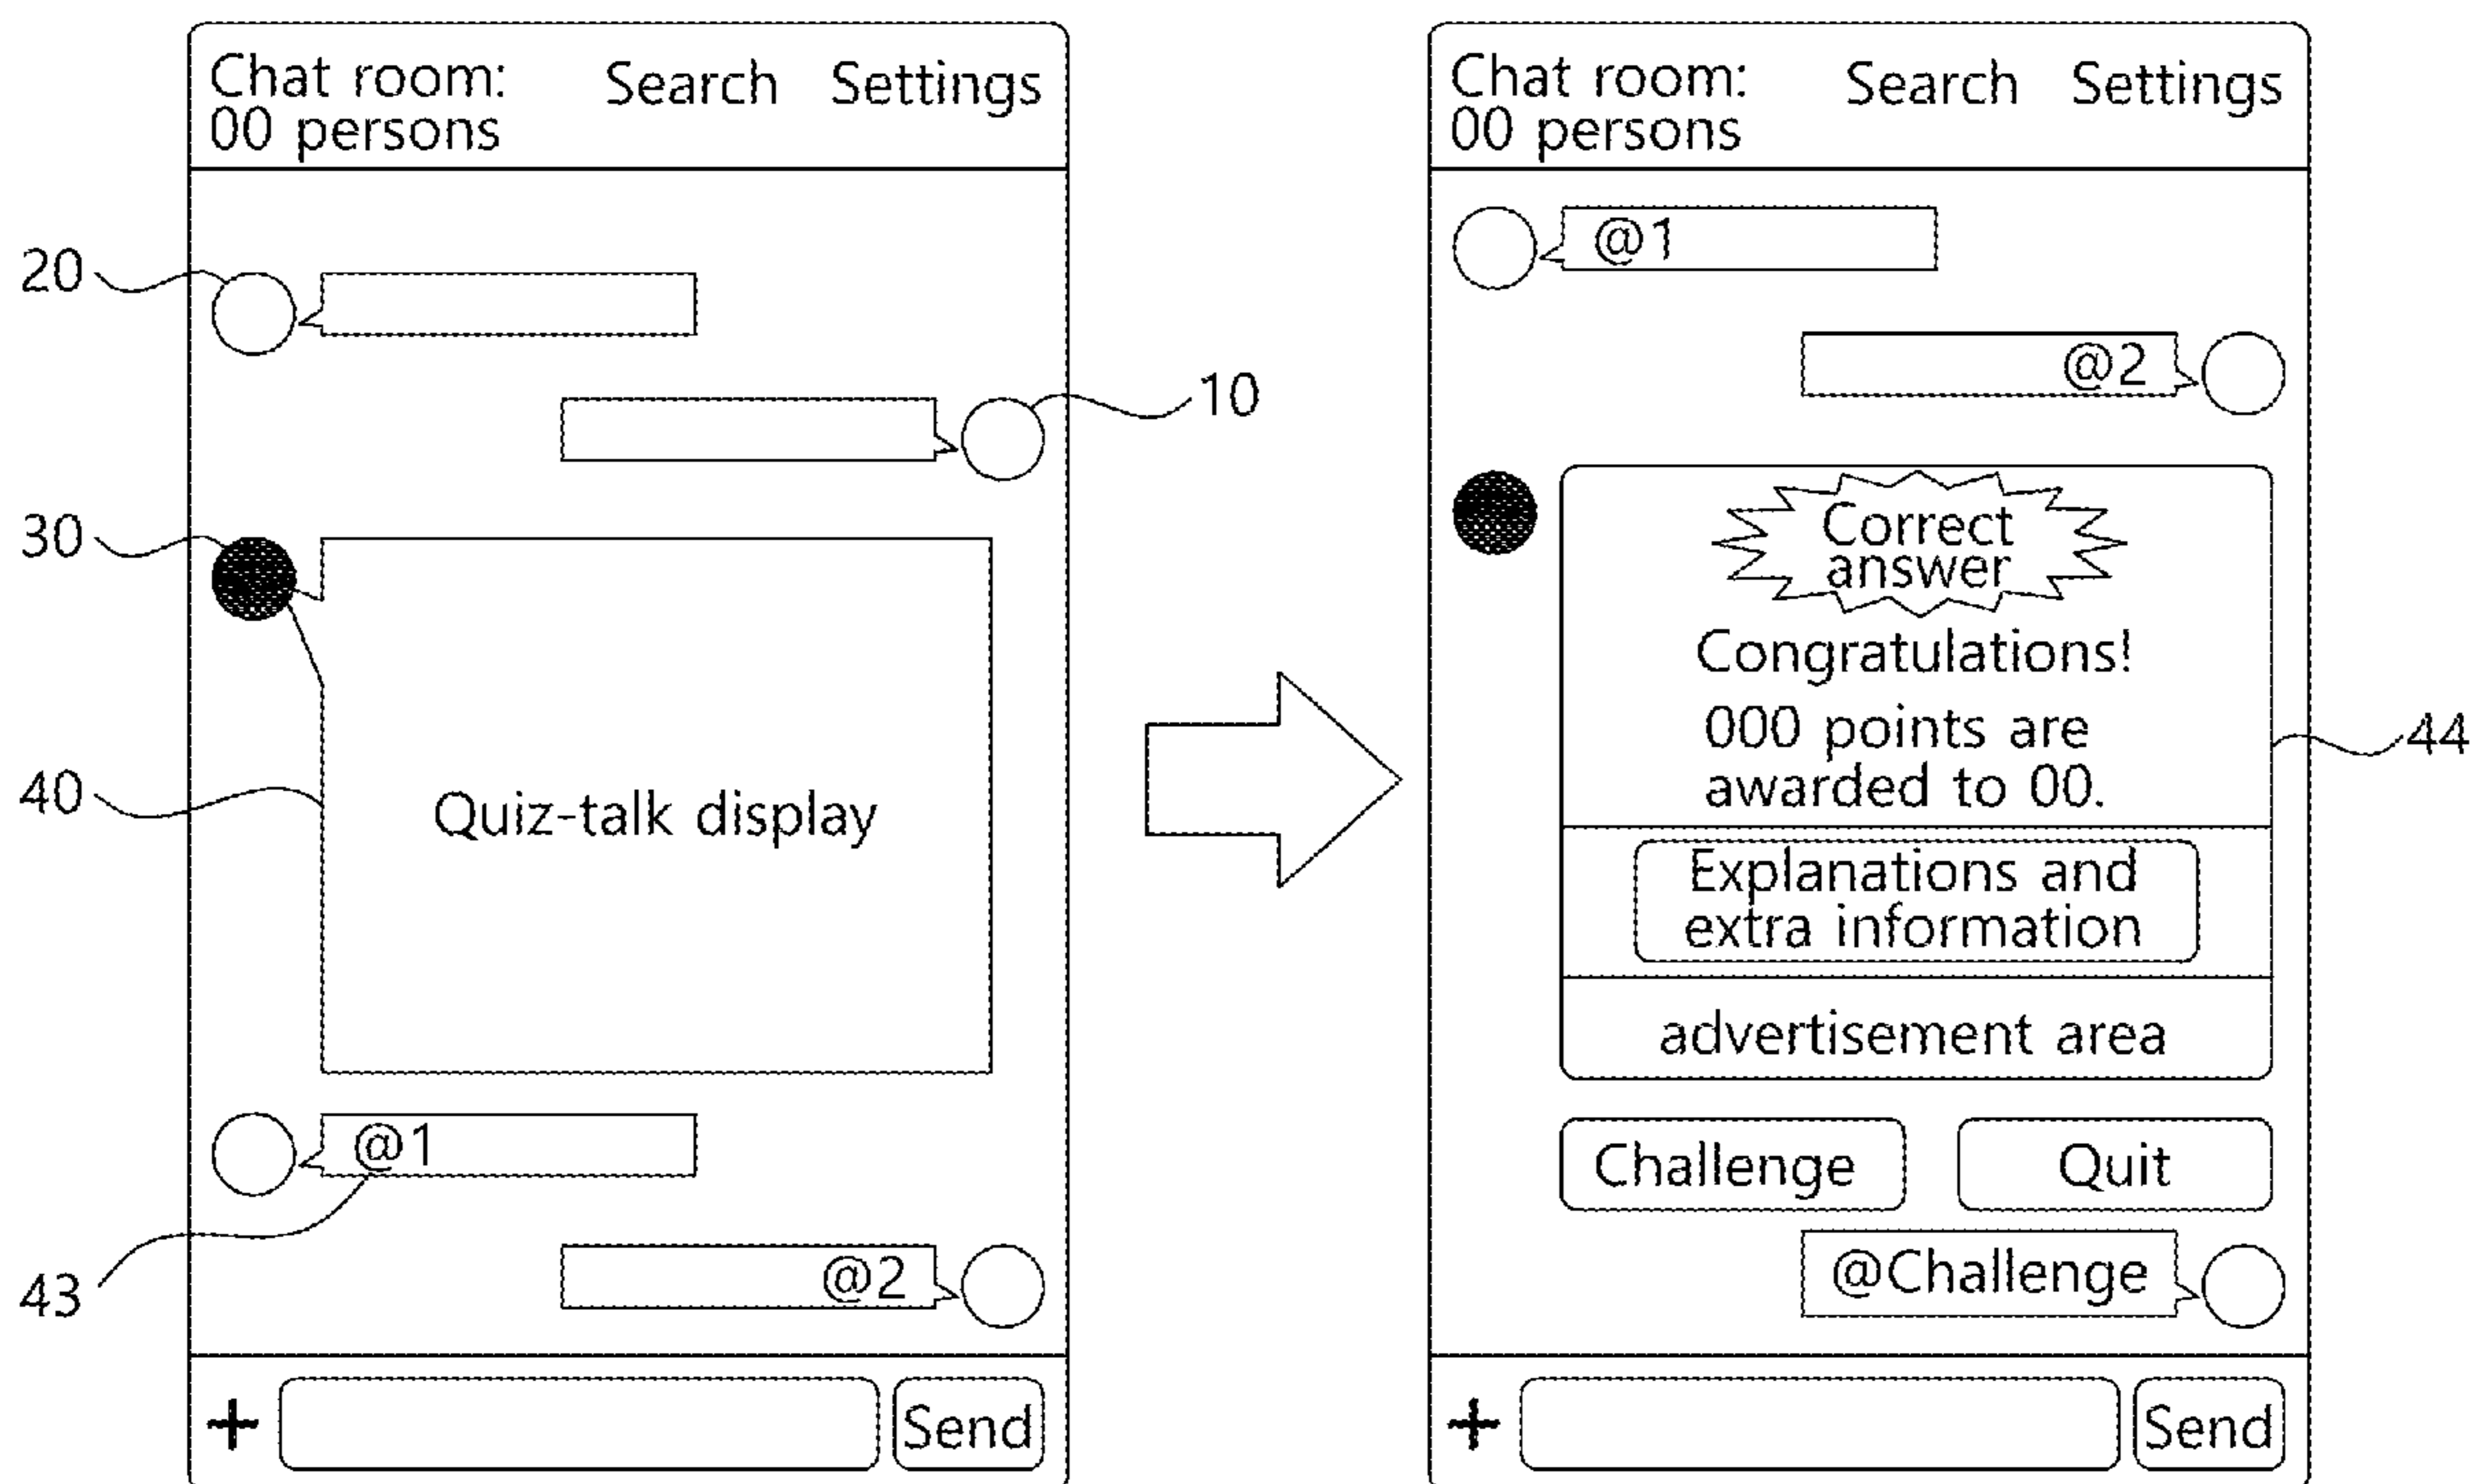 Chat room:
00 persons
Search
Settings
20
10
30
40
Quiz-talk display
@1
43
@2
+
Send
Chat room:
00 persons
Search
Settings
@1
@2
Correct
answer
Congratulations!
000 points are
awarded to 00.
44
Explanations and
extra information
advertisement area
Challenge
Quit
@Challenge
+
Send